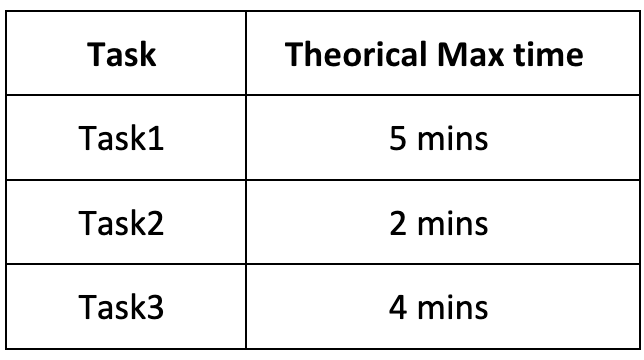 Task Theorical Max time
Task1 5 mins
Task2 2 mins
Task3 4 mins